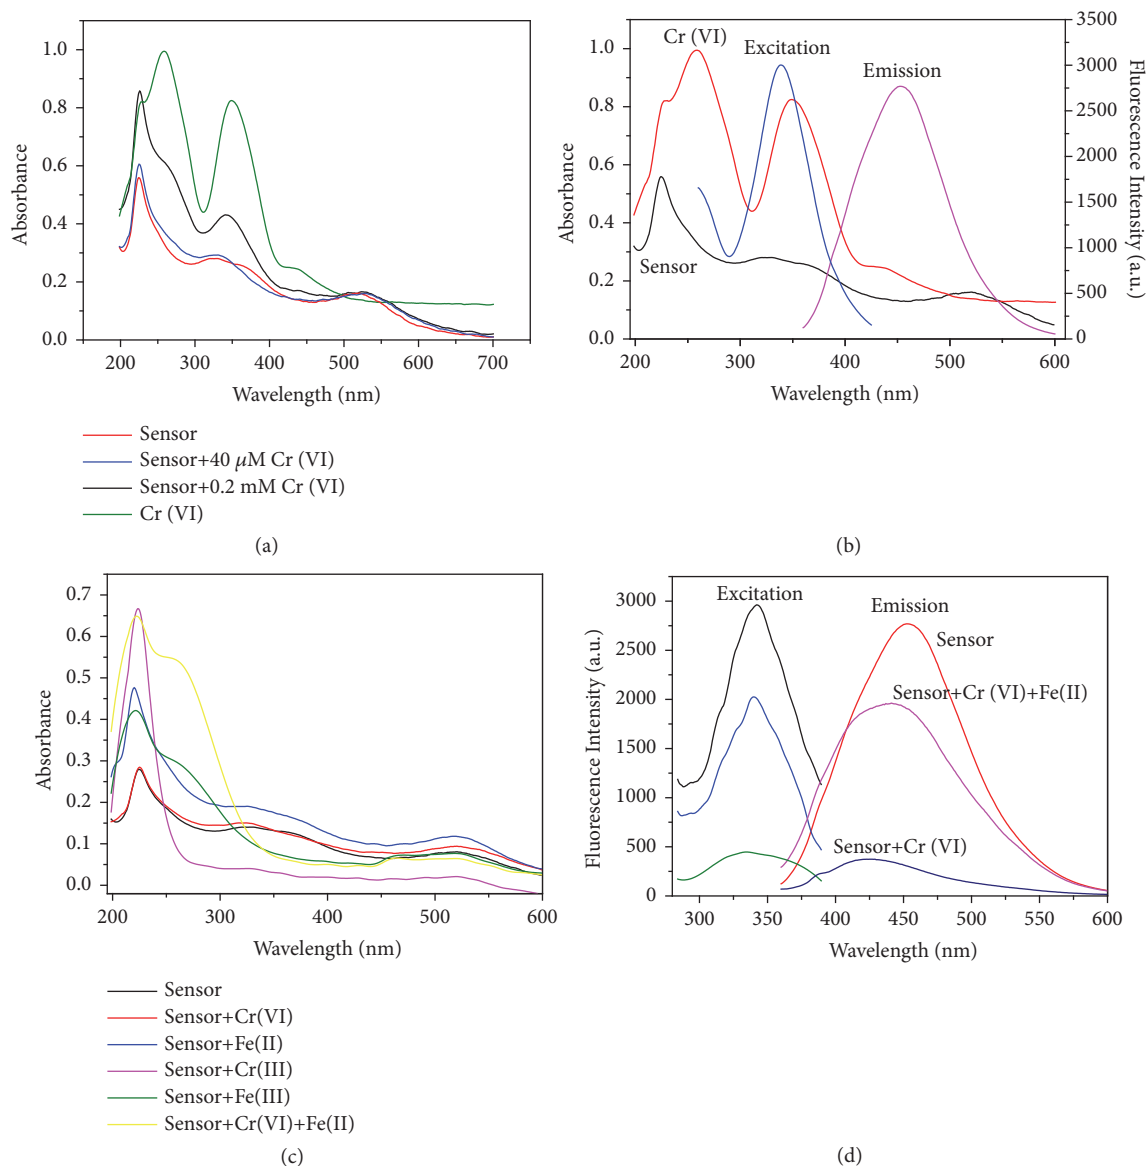 1.0
0.8
0.6
0.4
0.2
0.0
Absorbance
200 300 400 500 600 700
Wavelength (nm)
Sensor
Sensor+40 μM Cr (VI)
Sensor+0.2 mM Cr (VI)
Cr (VI)
(a)
1.0
0.8
0.6
0.4
0.2
0.0
Absorbance
Cr (VI)
Excitation
Emission
Sensor
3500
3000
2500
2000
1500
1000
500
0
Fluorescence Intensity (a.u.)
200 300 400 500 600
Wavelength (nm)
(b)
0.7
0.6
0.5
0.4
0.3
0.2
0.1
0.0
Absorbance
200 300 400 500 600
Wavelength (nm)
Sensor
Sensor+Cr(VI)
Sensor+Fe(II)
Sensor+Cr(III)
Sensor+Fe(III)
Sensor+Cr(VI)+Fe(II)
(c)
3000
2750
2500
2250
2000
1750
1500
1250
1000
750
500
250
0
Fluorescence Intensity (a.u.)
Excitation
Emission
Sensor
Sensor+Cr (VI)+Fe(II)
Sensor+Cr (VI)
300 350 400 450 500 550 600
Wavelength (nm)
(d)